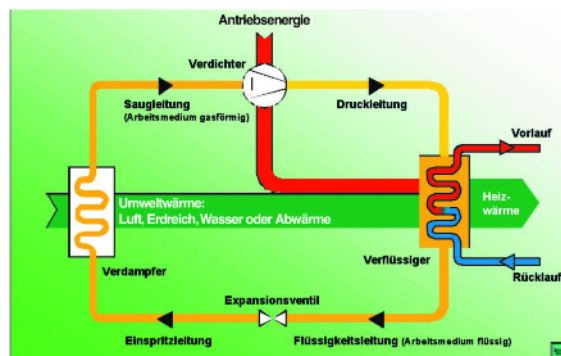 Antriebsenergie
Verdichter
Saugleitung
(Arbeitsmedium gasförmig)
Druckleitung
Vorlauf
Umweltwärme:
Luft, Erdreich, Wasser oder Abwärme
Heiz-
wärme
Verdampfer
Verflüssiger
Rücklauf
Expansionsventil
Einspritzleitung
Flüssigkeitsleitung (Arbeitsmedium flüssig)